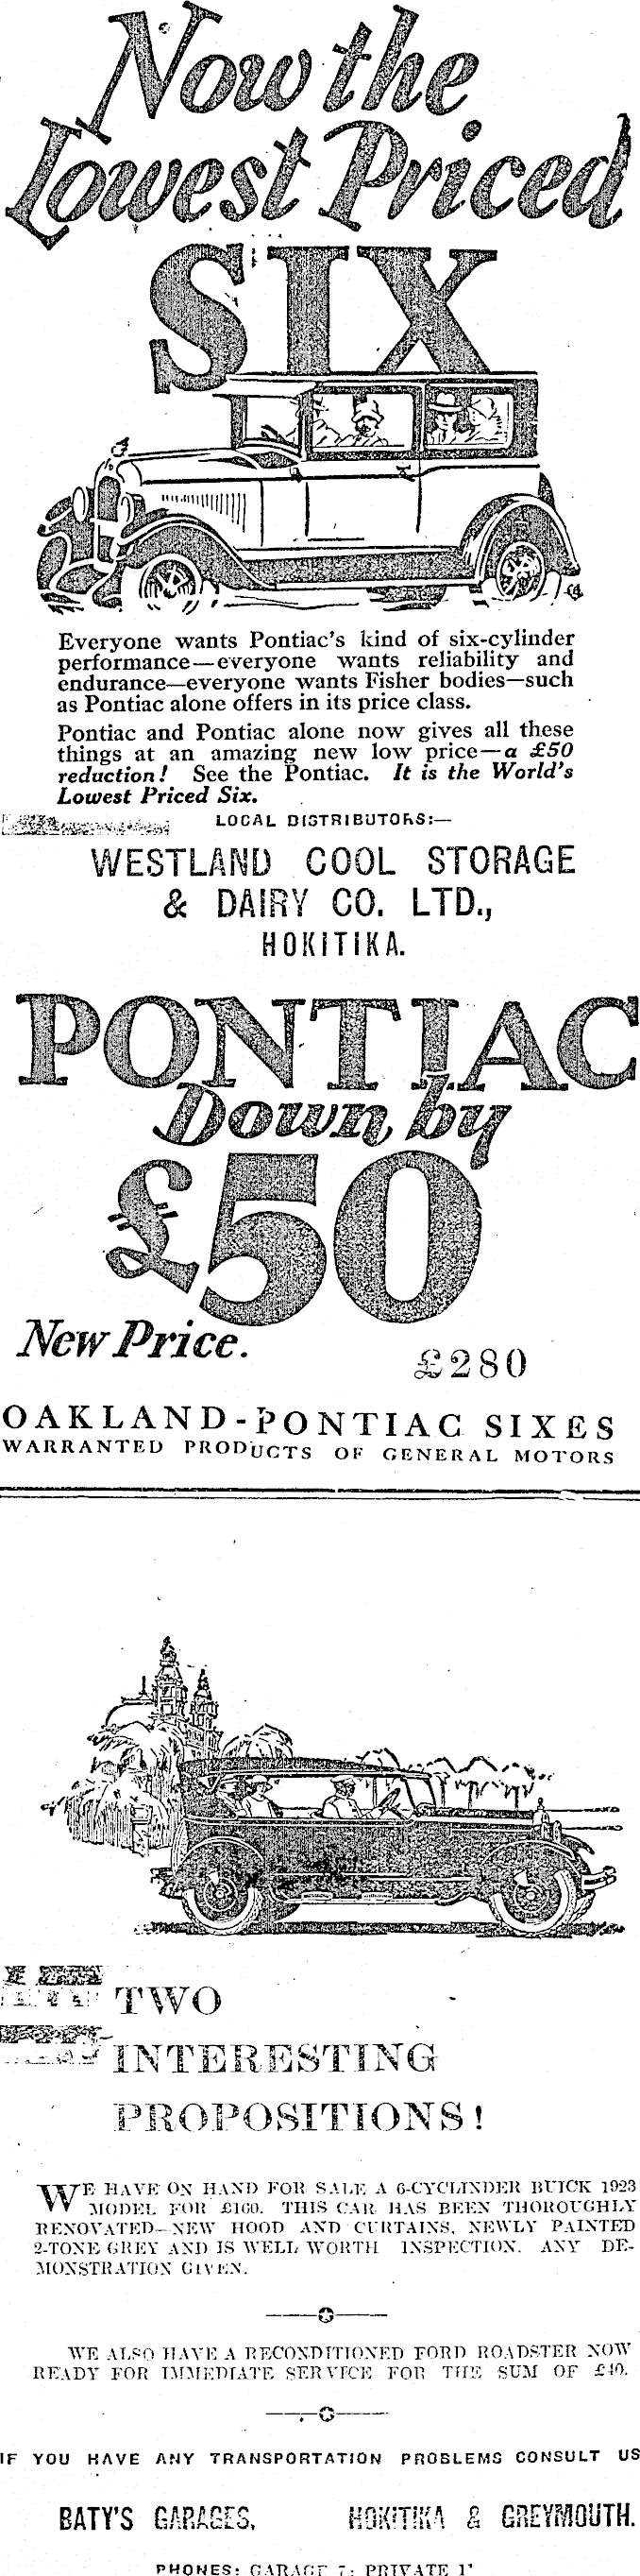 Now the
Lowest Priced
SIX
Everyone wants Pontiac's kind of six-cylinder
performance—everyone wants reliability and
endurance—everyone wants Fisher bodies—such
as Pontiac alone offers in its price class.
Pontiac and Pontiac alone now gives all these
things at an amazing new low price—a £50
reduction! See the Pontiac. It is the World's
Lowest Priced Six.
LOCAL DISTRIBUTORS:—
WESTLAND COOL STORAGE
& DAIRY CO. LTD.,
HOKITIKA.
PONTIAC
Down by
£50
New Price.
£280
OAKLAND-PONTIAC SIXES
WARRANTED PRODUCTS OF GENERAL MOTORS
TWO
INTERESTING
PROPOSITIONS!
WE HAVE ON HAND FOR SALE A 6-CYCLINDER BUICK 1923
MODEL FOR £160. THIS CAR HAS BEEN THOROUGHLY
RENOVATED—NEW HOOD AND CURTAINS, NEWLY PAINTED
2-TONE GREY AND IS WELL WORTH INSPECTION. ANY DE-
MONSTRATION GIVEN.
WE ALSO HAVE A RECONDITIONED FORD ROADSTER NOW
READY FOR IMMEDIATE SERVICE FOR THE SUM OF £40.
IF YOU HAVE ANY TRANSPORTATION PROBLEMS CONSULT US
BATY'S GARAGES, HOKITIKA & GREYMOUTH.
PHONES: GARAGE 7; PRIVATE